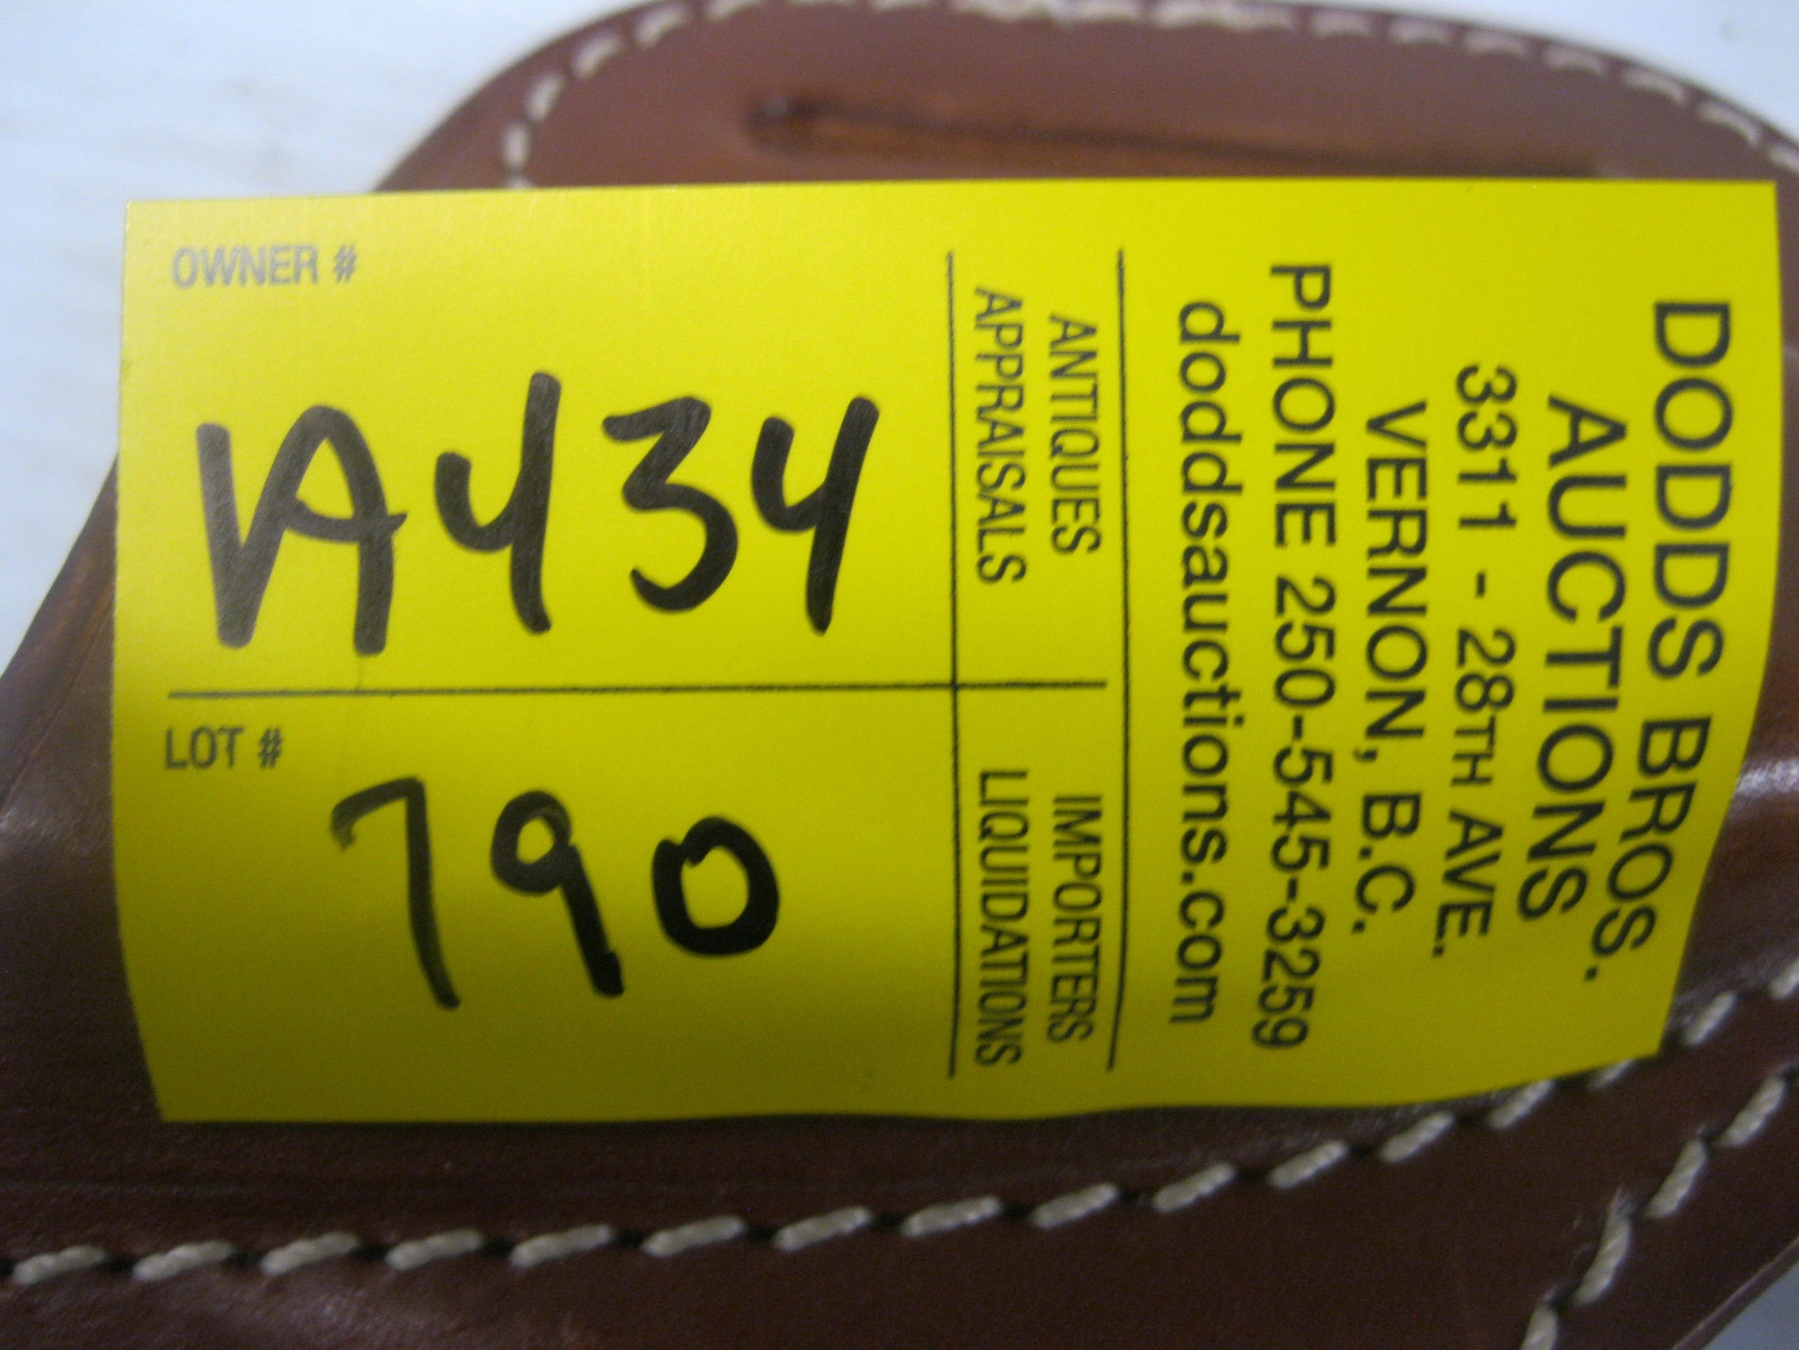 DODDS BROS.
AUCTIONS
3311 - 28TH AVE.
VERNON, B.C.
PHONE 250-545-3259
doddsauctions.com
ANTIQUES
APPRAISALS
IMPORTERS
LIQUIDATIONS
OWNER #
A434
LOT #
790